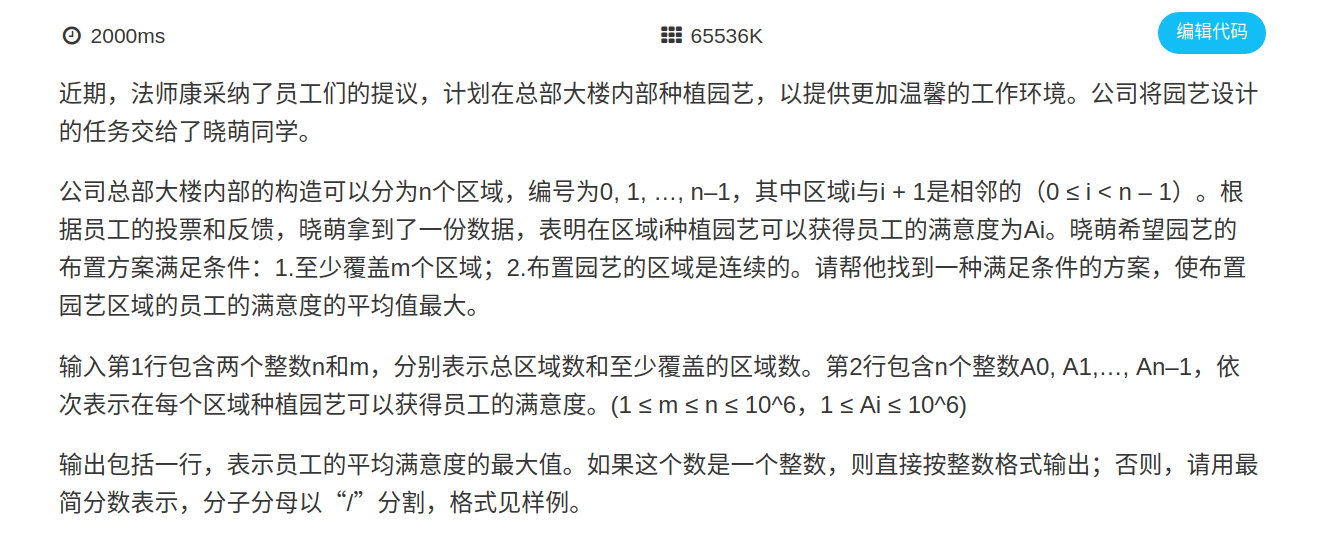 2000ms 65536K 编辑代码
近期，法师康采纳了员工们的提议，计划在总部大楼内部种植园艺，以提供更加温馨的工作环境。公司将园艺设计
的任务交给了晓萌同学。
公司总部大楼内部的构造可以分为n个区域，编号为0, 1, …, n–1，其中区域i与i + 1是相邻的（0 ≤ i < n – 1）。根
据员工的投票和反馈，晓萌拿到了一份数据，表明在区域i种植园艺可以获得员工的满意度为Ai。晓萌希望园艺的
布置方案满足条件：1.至少覆盖m个区域；2.布置园艺的区域是连续的。请帮他找到一种满足条件的方案，使布置
园艺区域的员工的满意度的平均值最大。
输入第1行包含两个整数n和m，分别表示总区域数和至少覆盖的区域数。第2行包含n个整数A0, A1,…, An–1，依
次表示在每个区域种植园艺可以获得员工的满意度。(1 ≤ m ≤ n ≤ 10^6，1 ≤ Ai ≤ 10^6)
输出包括一行，表示员工的平均满意度的最大值。如果这个数是一个整数，则直接按整数格式输出；否则，请用最
简分数表示，分子分母以“/”分割，格式见样例。